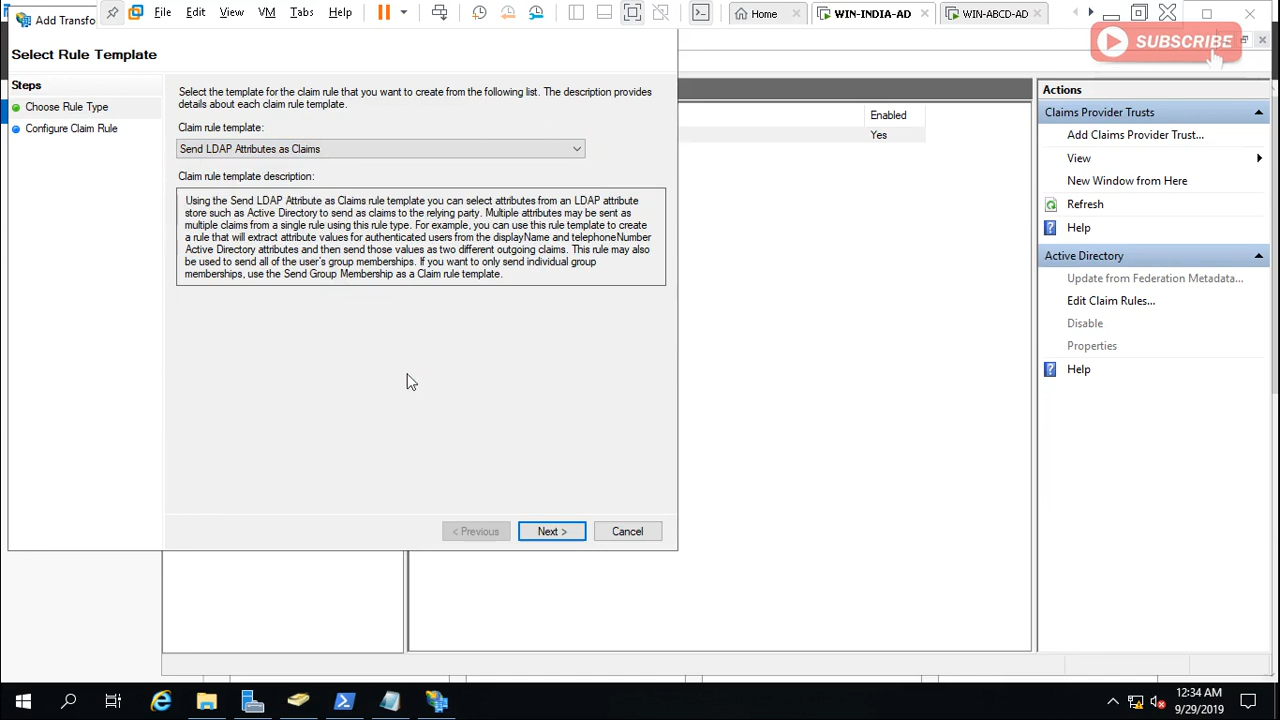 Add Transfo
File
Edit
View
VM
Tabs
Help
Home
WIN-INDIA-AD
WIN-ABCD-AD
SUBSCRIBE
Select Rule Template
Steps
Choose Rule Type
Configure Claim Rule
Select the template for the claim rule that you want to create from the following list. The description provides
details about each claim rule template.
Claim rule template:
Send LDAP Attributes as Claims
Claim rule template description:
Using the Send LDAP Attribute as Claims rule template you can select attributes from an LDAP attribute
store such as Active Directory to send as claims to the relying party. Multiple attributes may be sent as
multiple claims from a single rule using this rule type. For example, you can use this rule template to create
a rule that will extract attribute values for authenticated users from the displayName and telephoneNumber
Active Directory attributes and then send those values as two different outgoing claims. This rule may also
be used to send all of the user's group memberships. If you want to only send individual group
memberships, use the Send Group Membership as a Claim rule template.
< Previous
Next >
Cancel
Enabled
Yes
Actions
Claims Provider Trusts
Add Claims Provider Trust...
View
New Window from Here
Refresh
Help
Active Directory
Update from Federation Metadata...
Edit Claim Rules...
Disable
Properties
Help
12:34 AM
9/29/2019